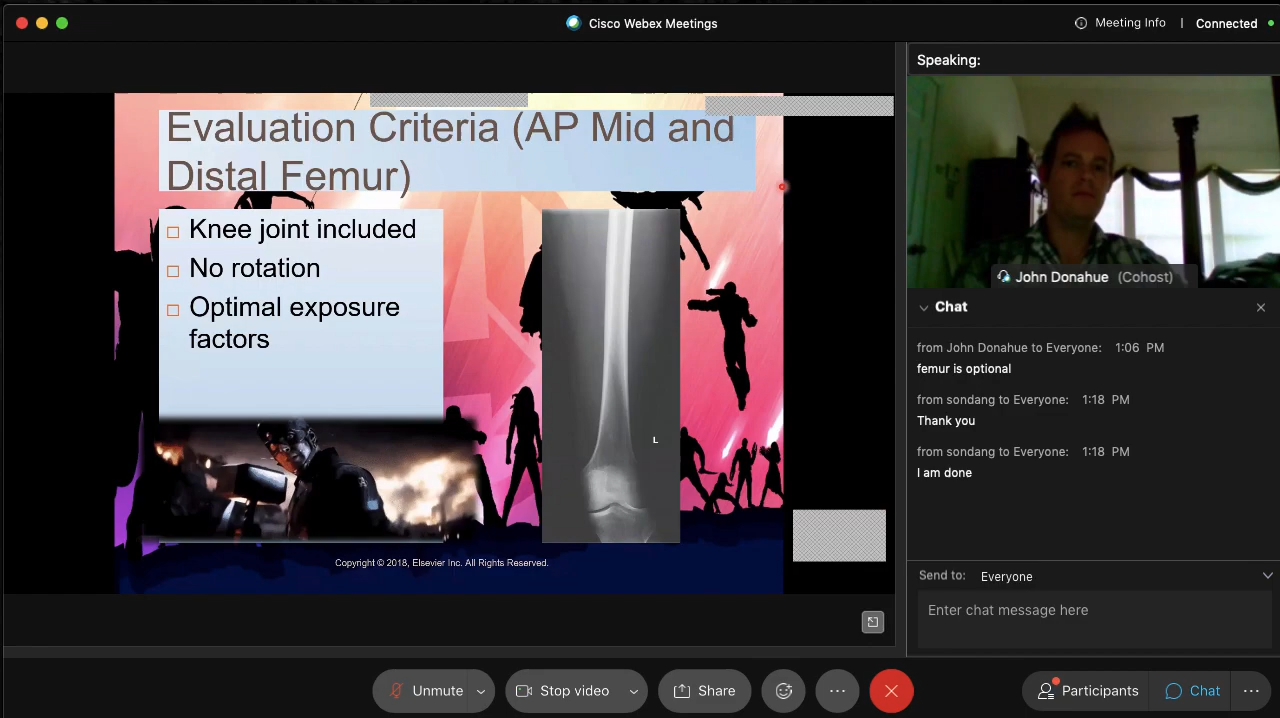 Cisco Webex Meetings
Meeting Info | Connected
Speaking:
Evaluation Criteria (AP Mid and
Distal Femur)
Knee joint included
No rotation
Optimal exposure
factors
L
Copyright © 2018, Elsevier Inc. All Rights Reserved.
John Donahue (Cohost)
Chat
from John Donahue to Everyone: 1:06 PM
femur is optional
from sondang to Everyone: 1:18 PM
Thank you
from sondang to Everyone: 1:18 PM
I am done
Send to: Everyone
Enter chat message here
Unmute
Stop video
Share
Participants
Chat